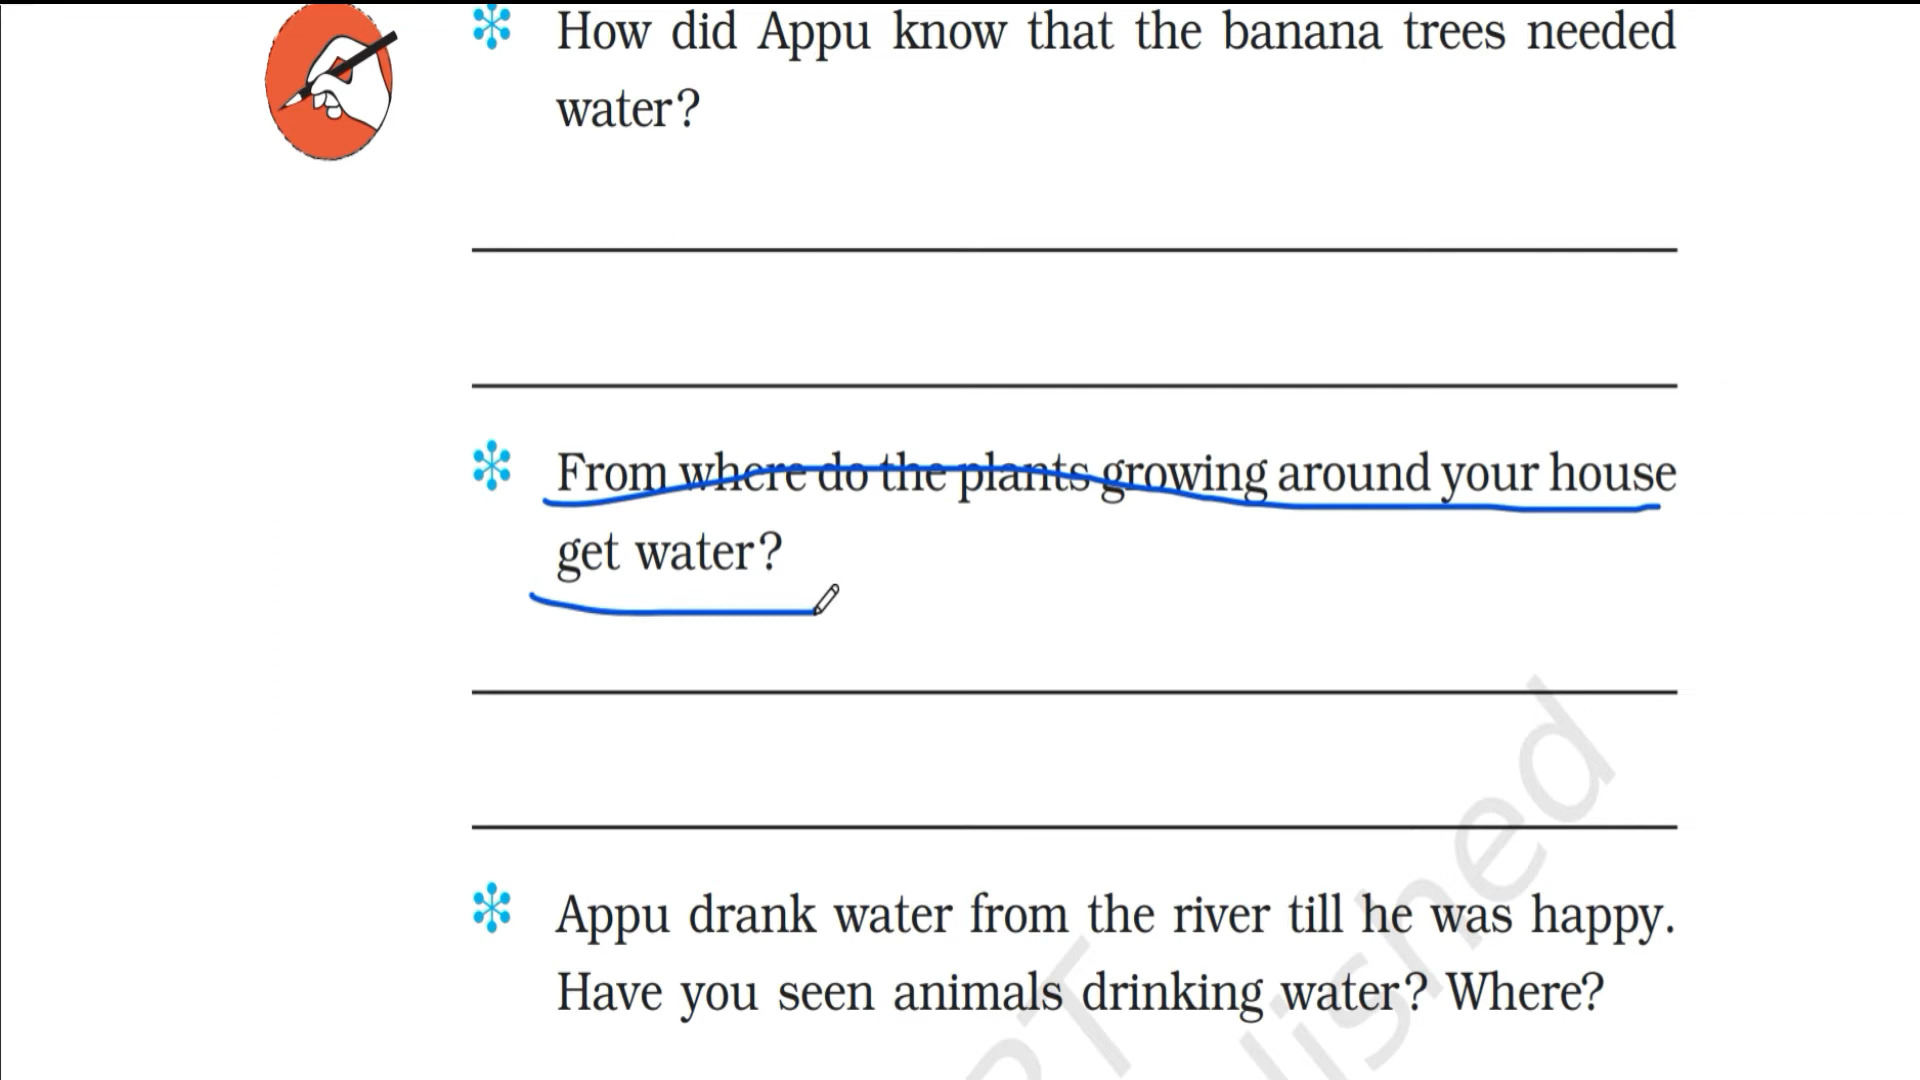 How did Appu know that the banana trees needed
water?
From where do the plants growing around your house
get water?
Appu drank water from the river till he was happy.
Have you seen animals drinking water? Where?